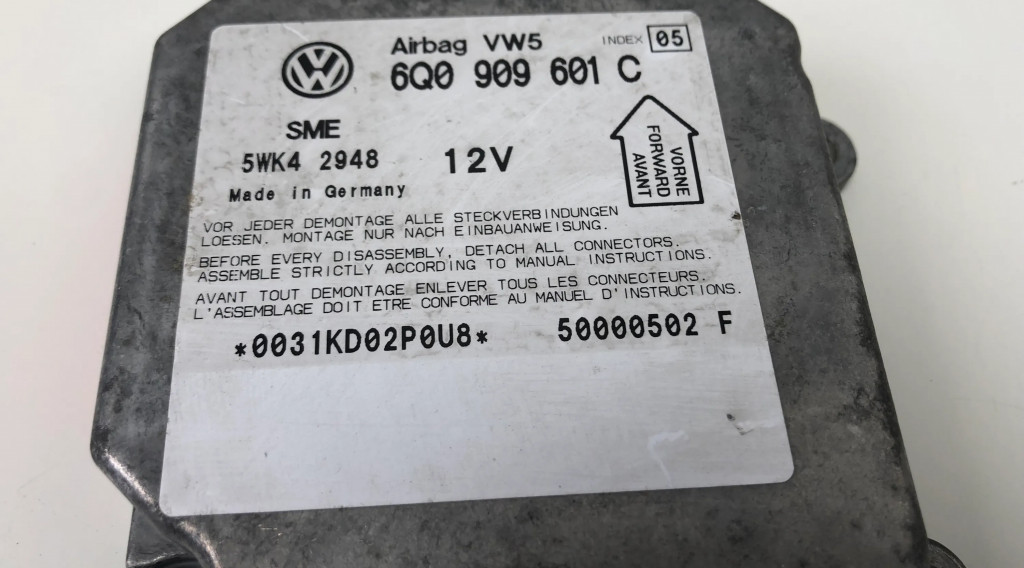 Airbag VW5 INDEX 05
6Q0 909 601 C
SME
5WK4 2948 12V
Made in Germany
VORNE
FORWARD
AVANT
VOR JEDER DEMONTAGE ALLE STECKVERBINDUNGEN
LOESEN. MONTAGE NUR NACH EINBAUANWEISUNG.
BEFORE EVERY DISASSEMBLY, DETACH ALL CONNECTORS.
ASSEMBLE STRICTLY ACCORDING TO MANUAL INSTRUCTIONS.
AVANT TOUT DEMONTAGE ENLEVER TOUS LES CONNECTEURS.
L'ASSEMBLAGE DOIT ETRE CONFORME AU MANUEL D'INSTRUCTIONS.
*0031KD02P0U8* 50000502 F